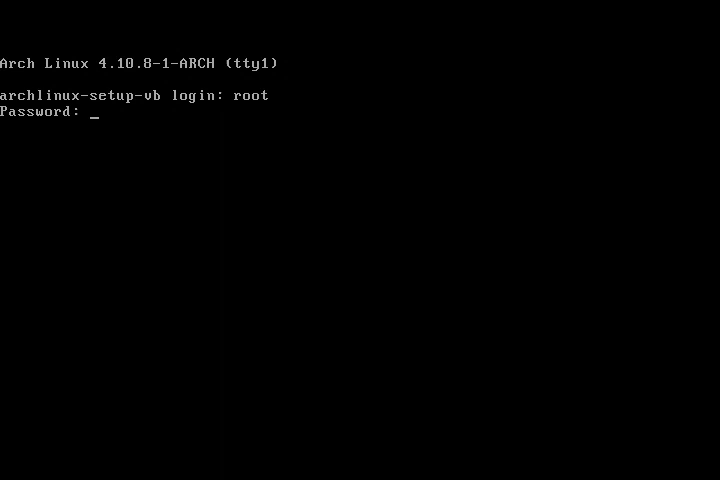 Arch Linux 4.10.8-1-ARCH (tty1)
archlinux-setup-vb login: root
Password: _